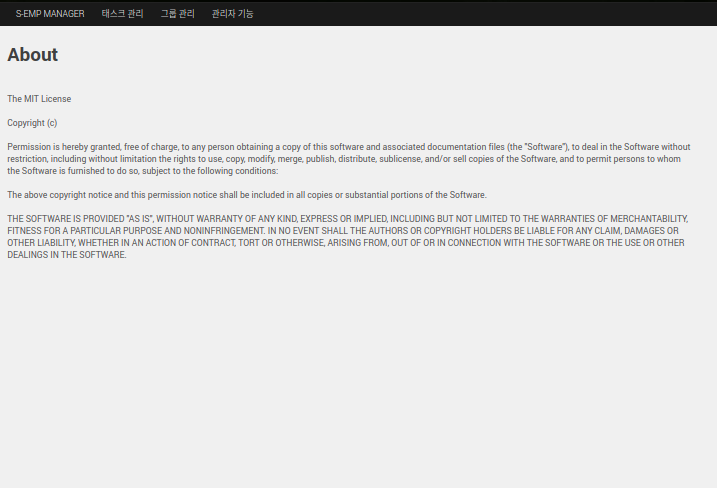 S-EMP MANAGER 태스크 관리 그룹 관리 관리자 기능
About
The MIT License
Copyright (c)
Permission is hereby granted, free of charge, to any person obtaining a copy of this software and associated documentation files (the "Software"), to deal in the Software without
restriction, including without limitation the rights to use, copy, modify, merge, publish, distribute, sublicense, and/or sell copies of the Software, and to permit persons to whom
the Software is furnished to do so, subject to the following conditions:
The above copyright notice and this permission notice shall be included in all copies or substantial portions of the Software.
THE SOFTWARE IS PROVIDED "AS IS", WITHOUT WARRANTY OF ANY KIND, EXPRESS OR IMPLIED, INCLUDING BUT NOT LIMITED TO THE WARRANTIES OF MERCHANTABILITY,
FITNESS FOR A PARTICULAR PURPOSE AND NONINFRINGEMENT. IN NO EVENT SHALL THE AUTHORS OR COPYRIGHT HOLDERS BE LIABLE FOR ANY CLAIM, DAMAGES OR
OTHER LIABILITY, WHETHER IN AN ACTION OF CONTRACT, TORT OR OTHERWISE, ARISING FROM, OUT OF OR IN CONNECTION WITH THE SOFTWARE OR THE USE OR OTHER
DEALINGS IN THE SOFTWARE.